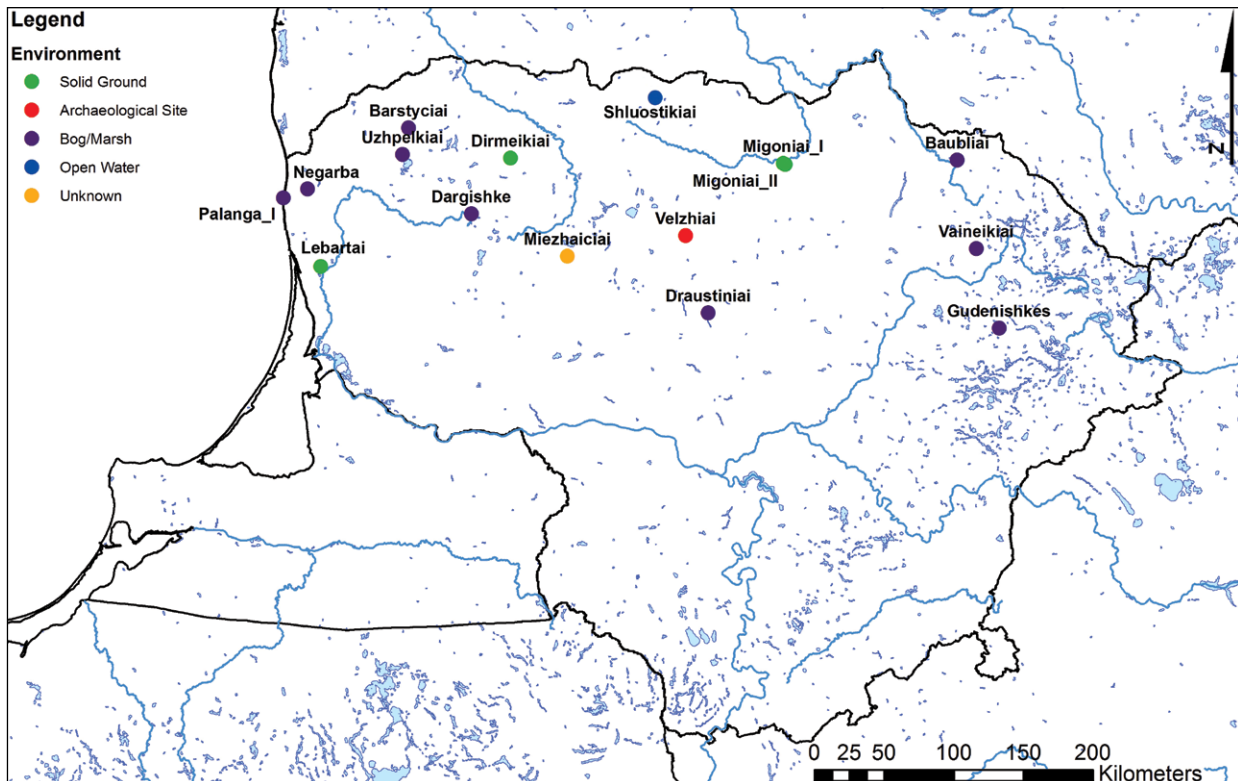 Legend
Environment
Solid Ground
Archaeological Site
Bog/Marsh
Open Water
Unknown
Barstyciai
Uzhpelkiai
Dirmeikiai
Shluostikiai
Migoniai_I
Migoniai_II
Baubliai
Negarba
Palanga_I
Dargishke
Velzhiai
Lebartai
Miezhaiciai
Vaineikiai
Draustiniai
Gudenishkes
N
0 25 50 100 150 200
Kilometers